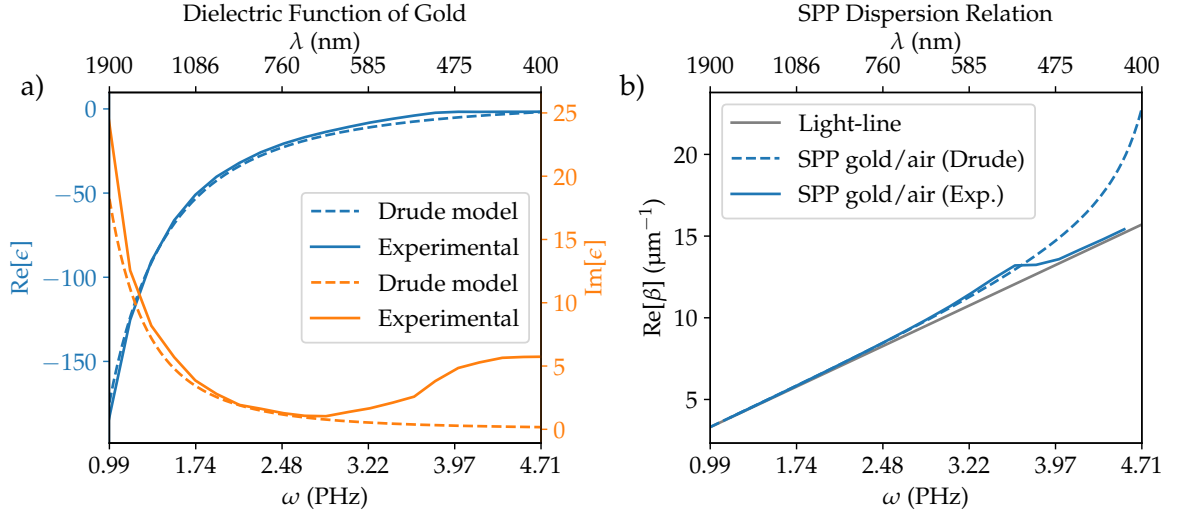 Dielectric Function of Gold
λ (nm)
1900 1086 760 585 475 400
a)
0
−50
−100
−150
Re[ϵ]
25
20
15
10
5
0
Im[ϵ]
Drude model
Experimental
Drude model
Experimental
0.99 1.74 2.48 3.22 3.97 4.71
ω (PHz)
SPP Dispersion Relation
λ (nm)
1900 1086 760 585 475 400
b)
20
15
10
5
Re[β] (μm⁻¹)
Light-line
SPP gold/air (Drude)
SPP gold/air (Exp.)
0.99 1.74 2.48 3.22 3.97 4.71
ω (PHz)